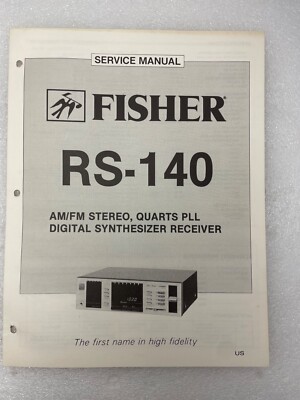 SERVICE MANUAL
FISHER
RS-140
AM/FM STEREO, QUARTS PLL
DIGITAL SYNTHESIZER RECEIVER
The first name in high fidelity
US